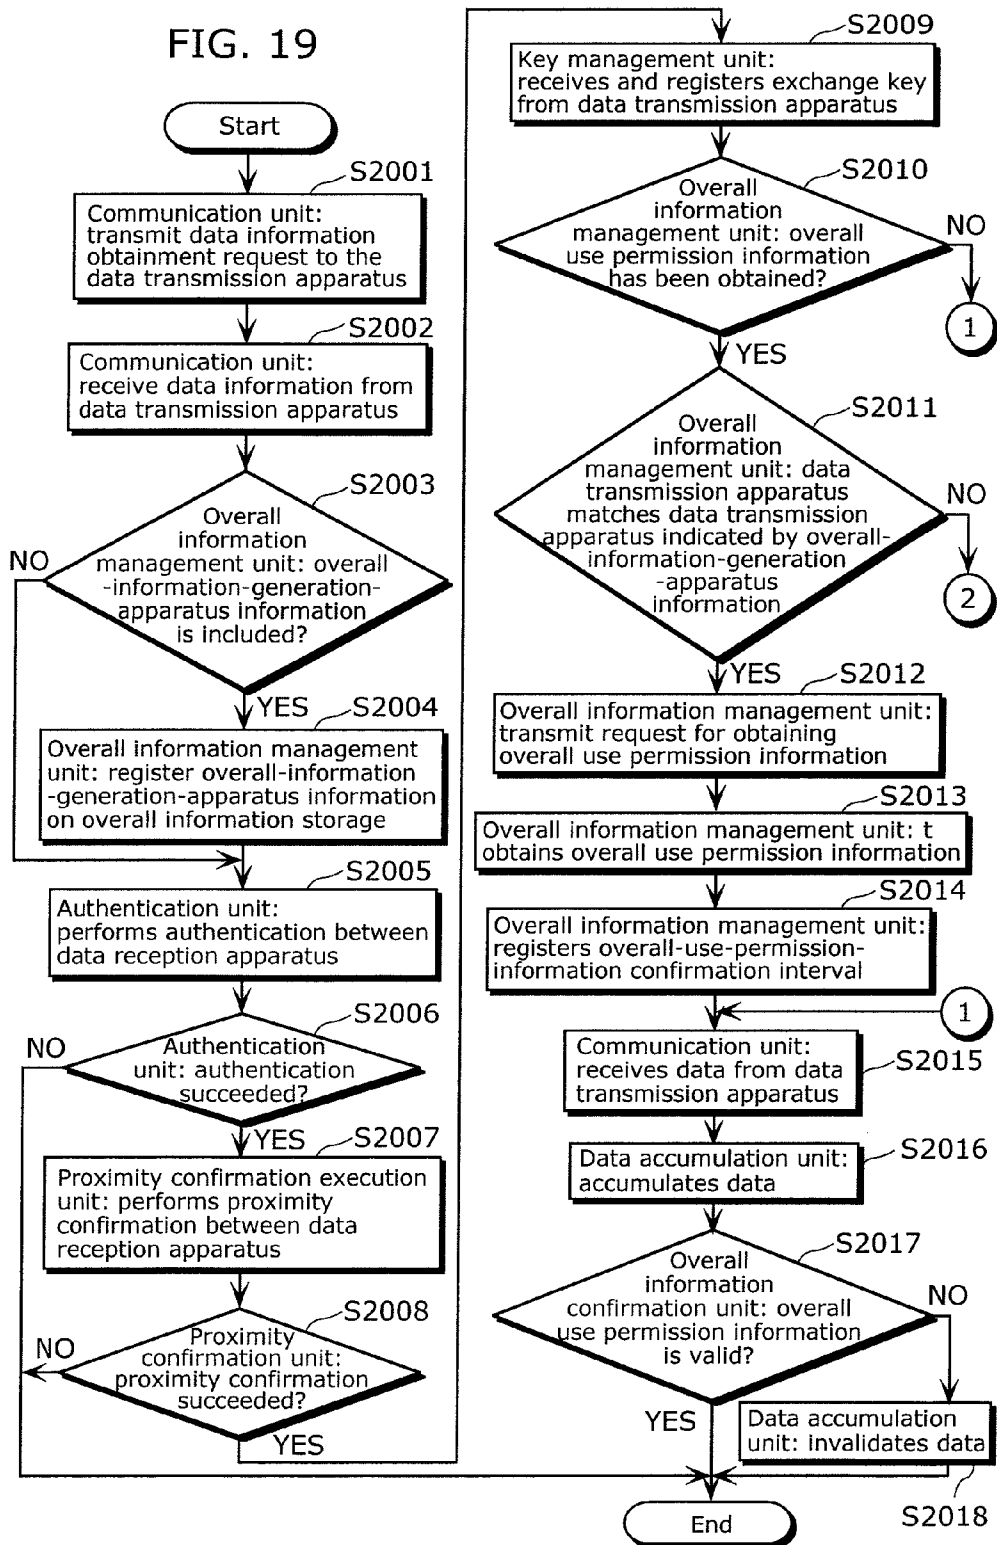 FIG. 19
Start
S2001
Communication unit:
transmit data information
obtainment request to the
data transmission apparatus
S2002
Communication unit:
receive data information from
data transmission apparatus
S2003
Overall
information
management unit: overall
-information-generation-
apparatus information
is included?
NO
YES
S2004
Overall information management
unit: register overall-information
-generation-apparatus information
on overall information storage
S2005
Authentication unit:
performs authentication between
data reception apparatus
S2006
NO
Authentication
unit: authentication
succeeded?
YES
S2007
Proximity confirmation execution
unit: performs proximity
confirmation between data
reception apparatus
S2008
NO
Proximity
confirmation unit:
proximity confirmation
succeeded?
YES
S2009
Key management unit:
receives and registers exchange key
from data transmission apparatus
S2010
Overall
information
management unit: overall
use permission information
has been obtained?
NO
1
YES
S2011
Overall
information
management unit: data
transmission apparatus
matches data transmission
apparatus indicated by overall-
information-generation
-apparatus
information
NO
2
YES
S2012
Overall information management unit:
transmit request for obtaining
overall use permission information
S2013
Overall information management unit: t
obtains overall use permission information
S2014
Overall information management unit:
registers overall-use-permission-
information confirmation interval
1
Communication unit:
receives data from data
transmission apparatus
S2015
Data accumulation unit:
accumulates data
S2016
S2017
Overall
information
confirmation unit: overall
use permission information
is valid?
NO
YES
Data accumulation
unit: invalidates data
S2018
End